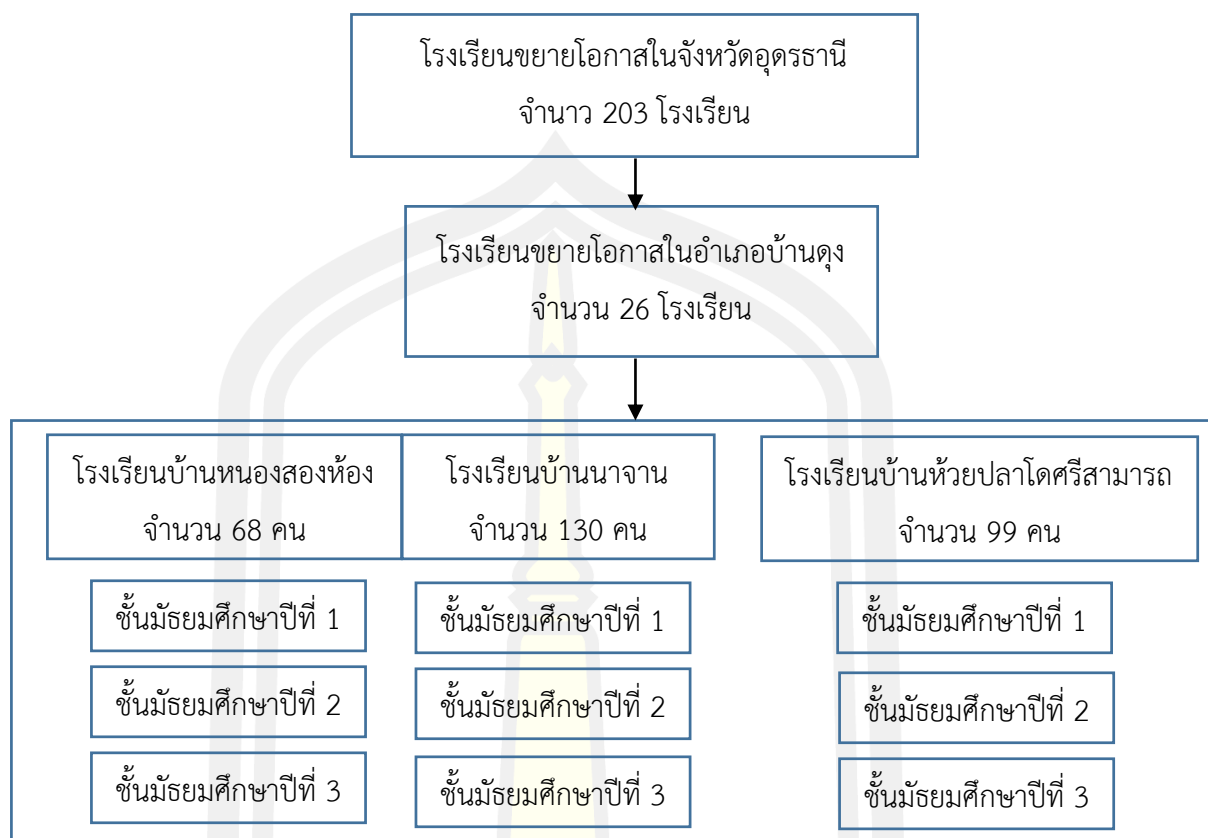 โรงเรียนขยายโอกาสในจังหวัดอุดรธานี
จำนาว 203 โรงเรียน
โรงเรียนขยายโอกาสในอำเภอบ้านดุง
จำนวน 26 โรงเรียน
โรงเรียนบ้านหนองสองห้อง
จำนวน 68 คน
โรงเรียนบ้านนาจาน
จำนวน 130 คน
โรงเรียนบ้านห้วยปลาโดศรีสามารถ
จำนวน 99 คน
ชั้นมัธยมศึกษาปีที่ 1
ชั้นมัธยมศึกษาปีที่ 1
ชั้นมัธยมศึกษาปีที่ 1
ชั้นมัธยมศึกษาปีที่ 2
ชั้นมัธยมศึกษาปีที่ 2
ชั้นมัธยมศึกษาปีที่ 2
ชั้นมัธยมศึกษาปีที่ 3
ชั้นมัธยมศึกษาปีที่ 3
ชั้นมัธยมศึกษาปีที่ 3